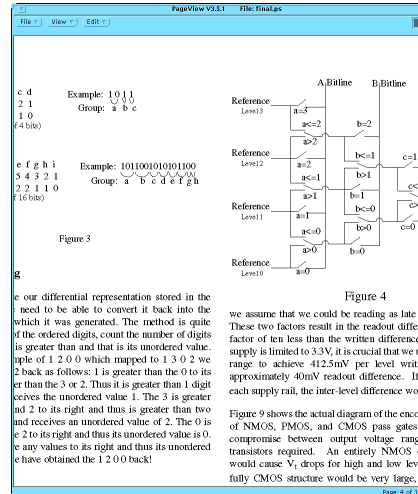 PageView V3.5.1 File: final.ps
File View Edit
c d
2 1
1 0
f 4 bits)
Example: 1 0 1 1
Group: a b c
e f g h i
5 4 3 2 1
2 2 1 1 0
f 16 bits)
Example: 1011001010101100
Group: a b c d e f g h
Figure 3
A Bitline B Bitline
Reference
Level3
a=3
a<=2 b=2
a>2
Reference
Level2
a=2
b<=1 c=1
a<=1 b>1
c<
a>1 b=1
c>
Reference
Level1
a=1
b<=0 c=0
a<=0 b>0
a>0 b=0
Reference
Level0
a=0
Figure 4
g
e our differential representation stored in the
need to be able to convert it back into the
which it was generated. The method is quite
of the ordered digits, count the number of digits
is greater than and that is its unordered value.
mple of 1 2 0 0 which mapped to 1 3 0 2 we
2 back as follows: 1 is greater than the 0 to its
er than the 3 or 2. Thus it is greater than 1 digit
ceives the unordered value 1. The 3 is greater
nd 2 to its right and thus is greater than two
and receives an unordered value of 2. The 0 is
e 2 to its right and thus its unordered value is 0.
e any values to its right and thus its unordered
e have obtained the 1 2 0 0 back!
we assume that we could be reading as late
These two factors result in the readout diffe
factor of ten less than the written difference
supply is limited to 3.3V, it is crucial that we u
range to achieve 412.5mV per level writ
approximately 40mV readout difference. If
each supply rail, the inter-level difference wo
Figure 9 shows the actual diagram of the enco
of NMOS, PMOS, and CMOS pass gates
compromise between output voltage rang
transistors required. An entirely NMOS
would cause Vt drops for high and low lev
fully CMOS structure would be very large,
Page: 4 of 1